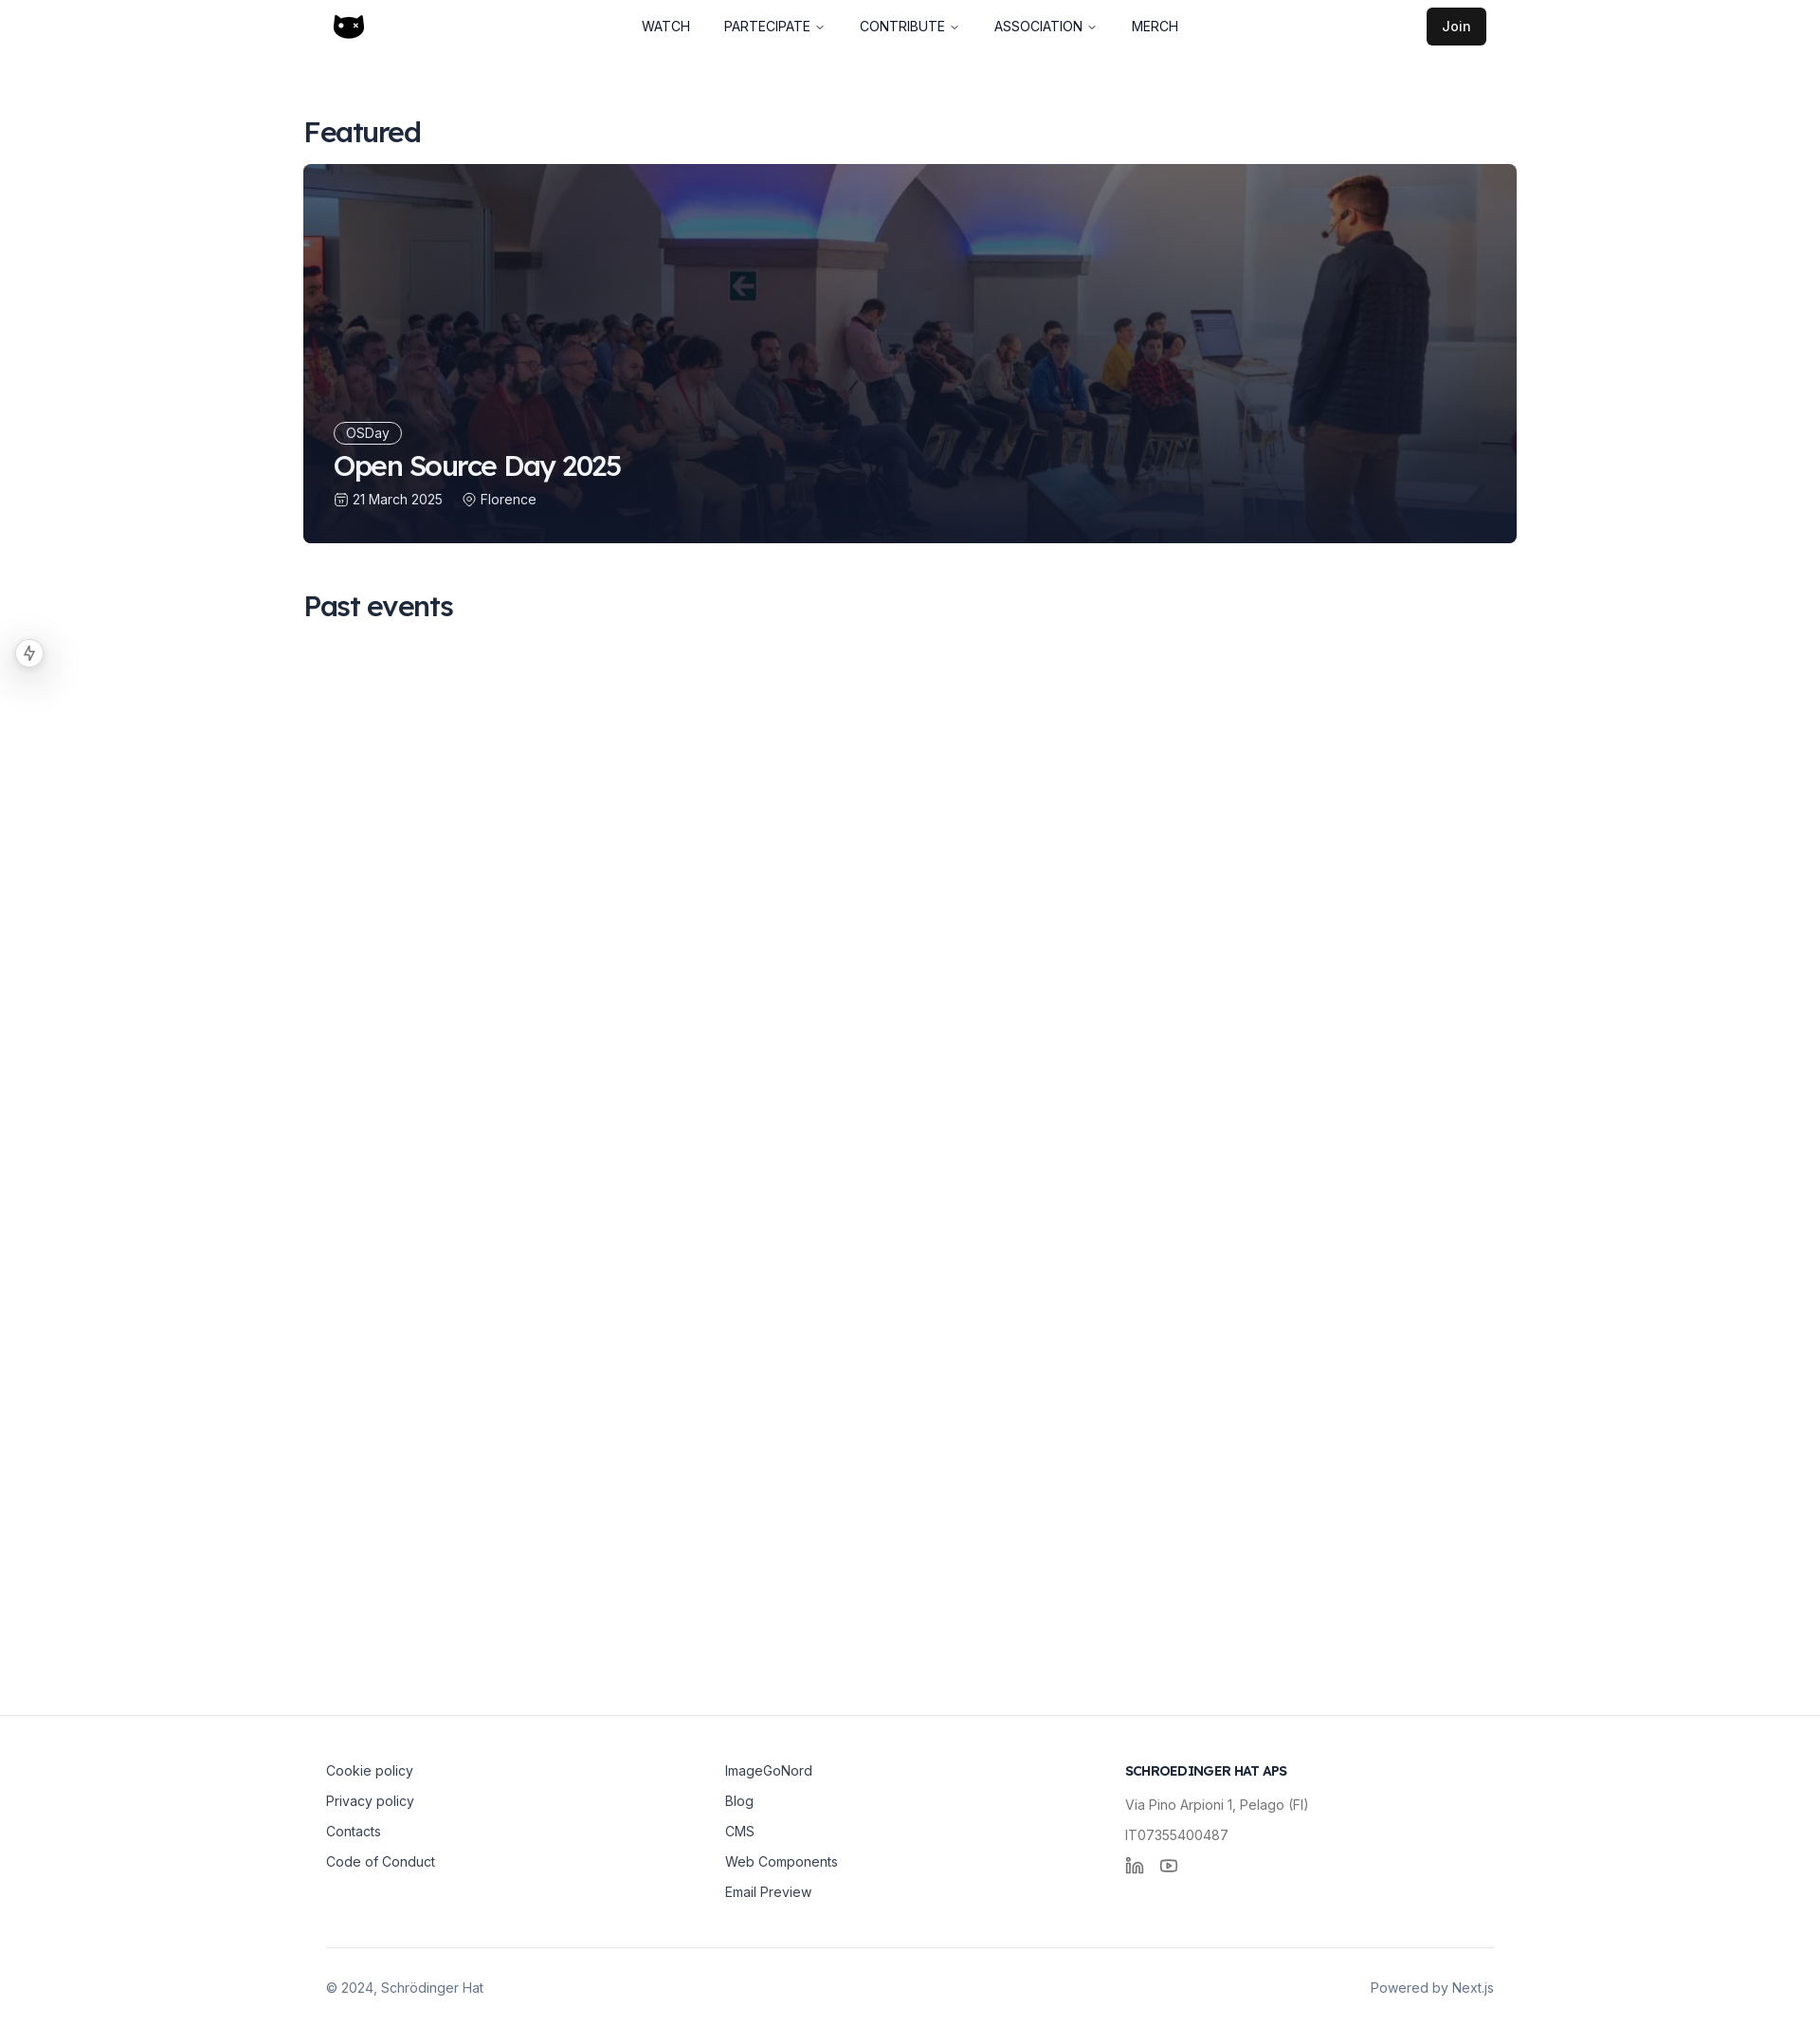 WATCH
PARTECIPATE
CONTRIBUTE
ASSOCIATION
MERCH
Join
Featured
OSDay
Open Source Day 2025
21 March 2025
Florence
Past events
Cookie policy
Privacy policy
Contacts
Code of Conduct
ImageGoNord
Blog
CMS
Web Components
Email Preview
SCHROEDINGER HAT APS
Via Pino Arpioni 1, Pelago (FI)
IT07355400487
© 2024, Schrödinger Hat
Powered by Next.js